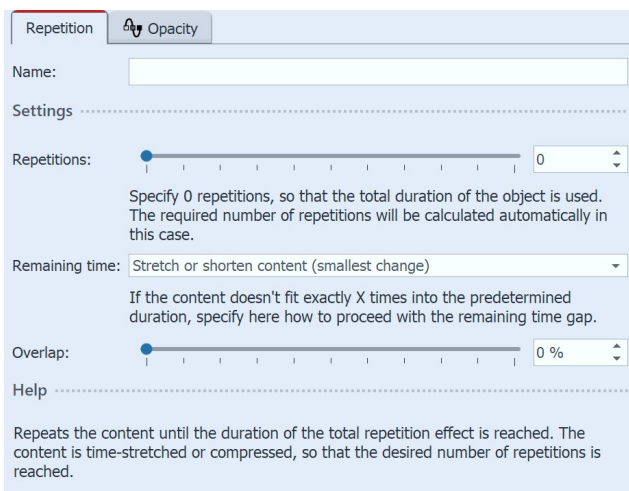 Repetition Opacity
Name:
Settings
Repetitions: 0
Specify 0 repetitions, so that the total duration of the object is used.
The required number of repetitions will be calculated automatically in
this case.
Remaining time: Stretch or shorten content (smallest change)
If the content doesn't fit exactly X times into the predetermined
duration, specify here how to proceed with the remaining time gap.
Overlap: 0 %
Help
Repeats the content until the duration of the total repetition effect is reached. The
content is time-stretched or compressed, so that the desired number of repetitions is
reached.